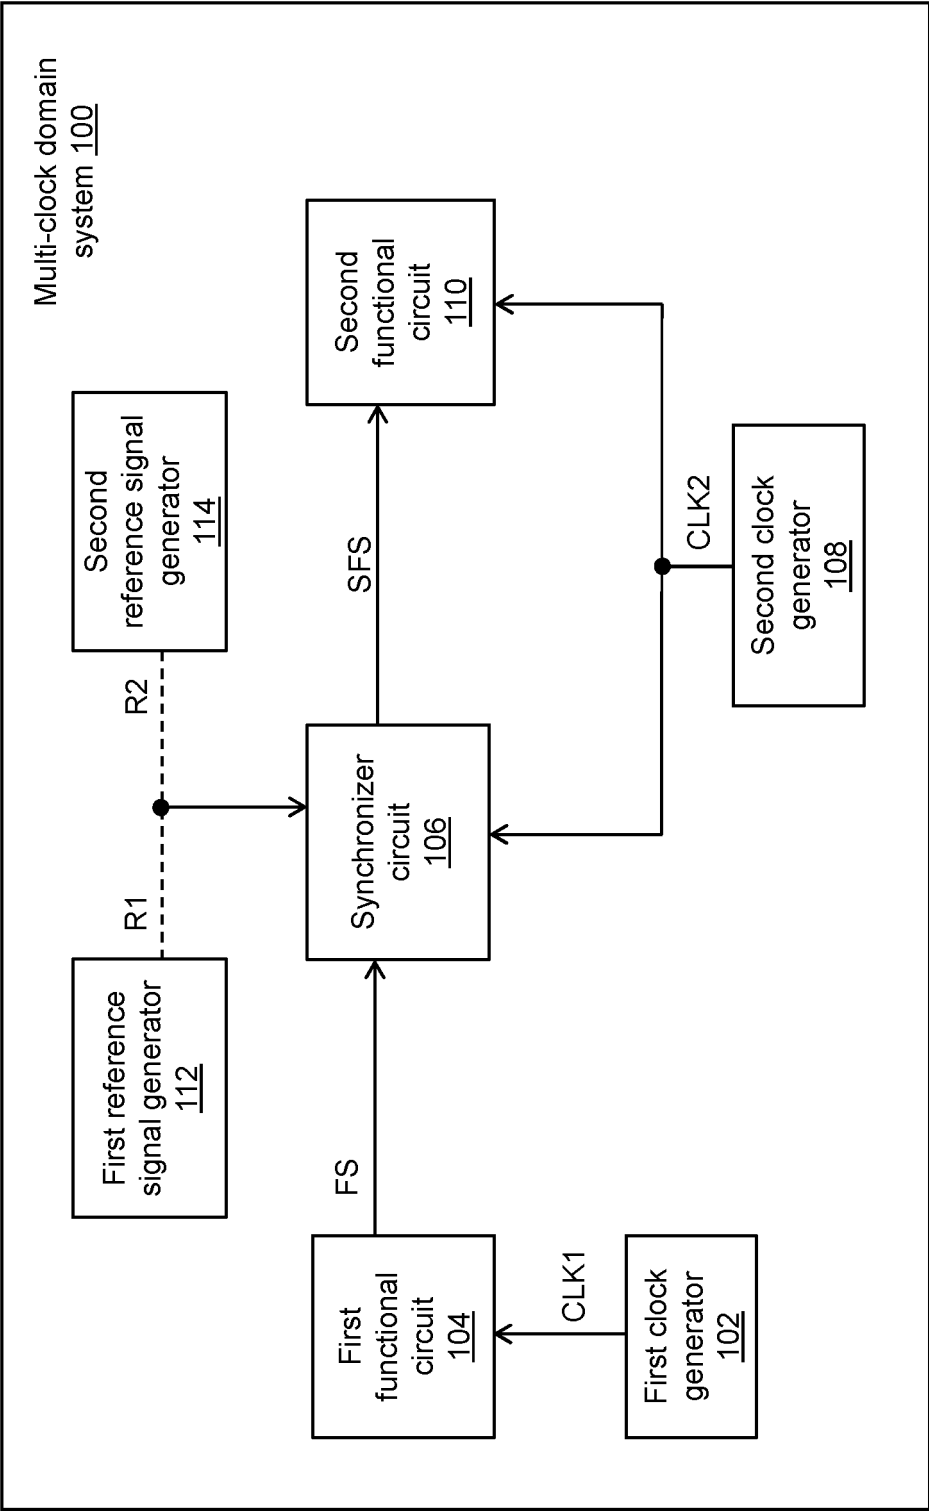 Multi-clock domain
system 100
First reference
signal generator
112
R1
R2
Second
reference signal
generator
114
First
functional
circuit
104
FS
Synchronizer
circuit
106
SFS
Second
functional
circuit
110
CLK1
First clock
generator
102
CLK2
Second clock
generator
108